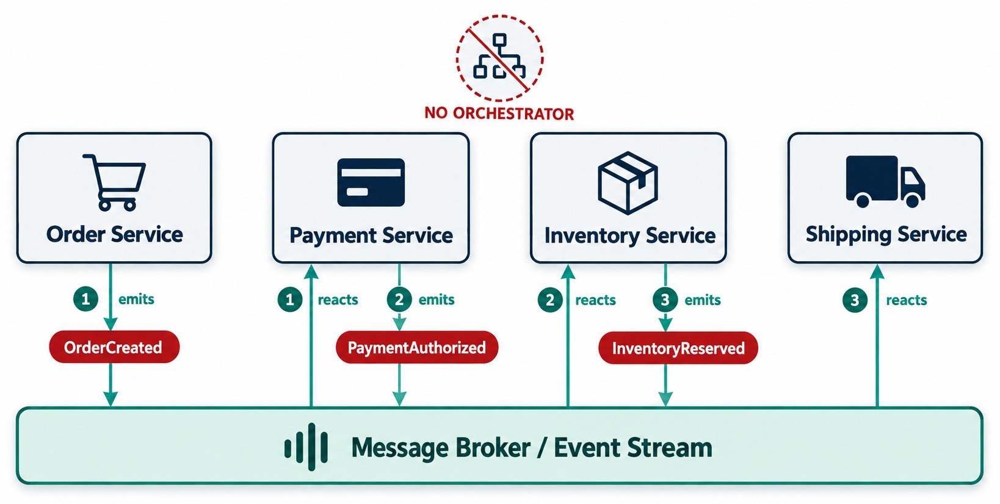 NO ORCHESTRATOR
Order Service
Payment Service
Inventory Service
Shipping Service
1 emits
1 reacts
2 emits
2 reacts
3 emits
3 reacts
OrderCreated
PaymentAuthorized
InventoryReserved
Message Broker / Event Stream